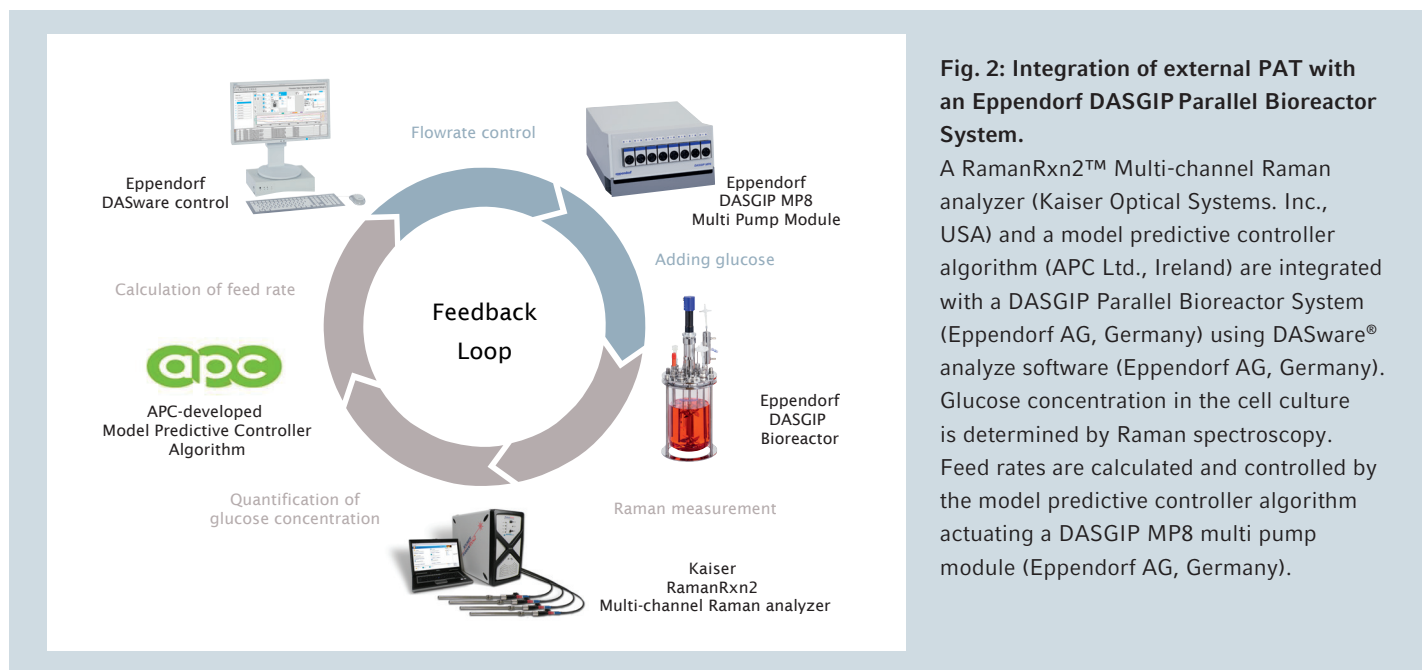 Flowrate control
Eppendorf
DASware control
Eppendorf
DASGIP MP8
Multi Pump Module
Adding glucose
Calculation of feed rate
Feedback
Loop
apc
APC-developed
Model Predictive Controller
Algorithm
Eppendorf
DASGIP
Bioreactor
Quantification of
glucose concentration
Raman measurement
Kaiser
RamanRxn2
Multi-channel Raman analyzer
Fig. 2: Integration of external PAT with
an Eppendorf DASGIP Parallel Bioreactor
System.
A RamanRxn2™ Multi-channel Raman
analyzer (Kaiser Optical Systems. Inc.,
USA) and a model predictive controller
algorithm (APC Ltd., Ireland) are integrated
with a DASGIP Parallel Bioreactor System
(Eppendorf AG, Germany) using DASware®
analyze software (Eppendorf AG, Germany).
Glucose concentration in the cell culture
is determined by Raman spectroscopy.
Feed rates are calculated and controlled by
the model predictive controller algorithm
actuating a DASGIP MP8 multi pump
module (Eppendorf AG, Germany).